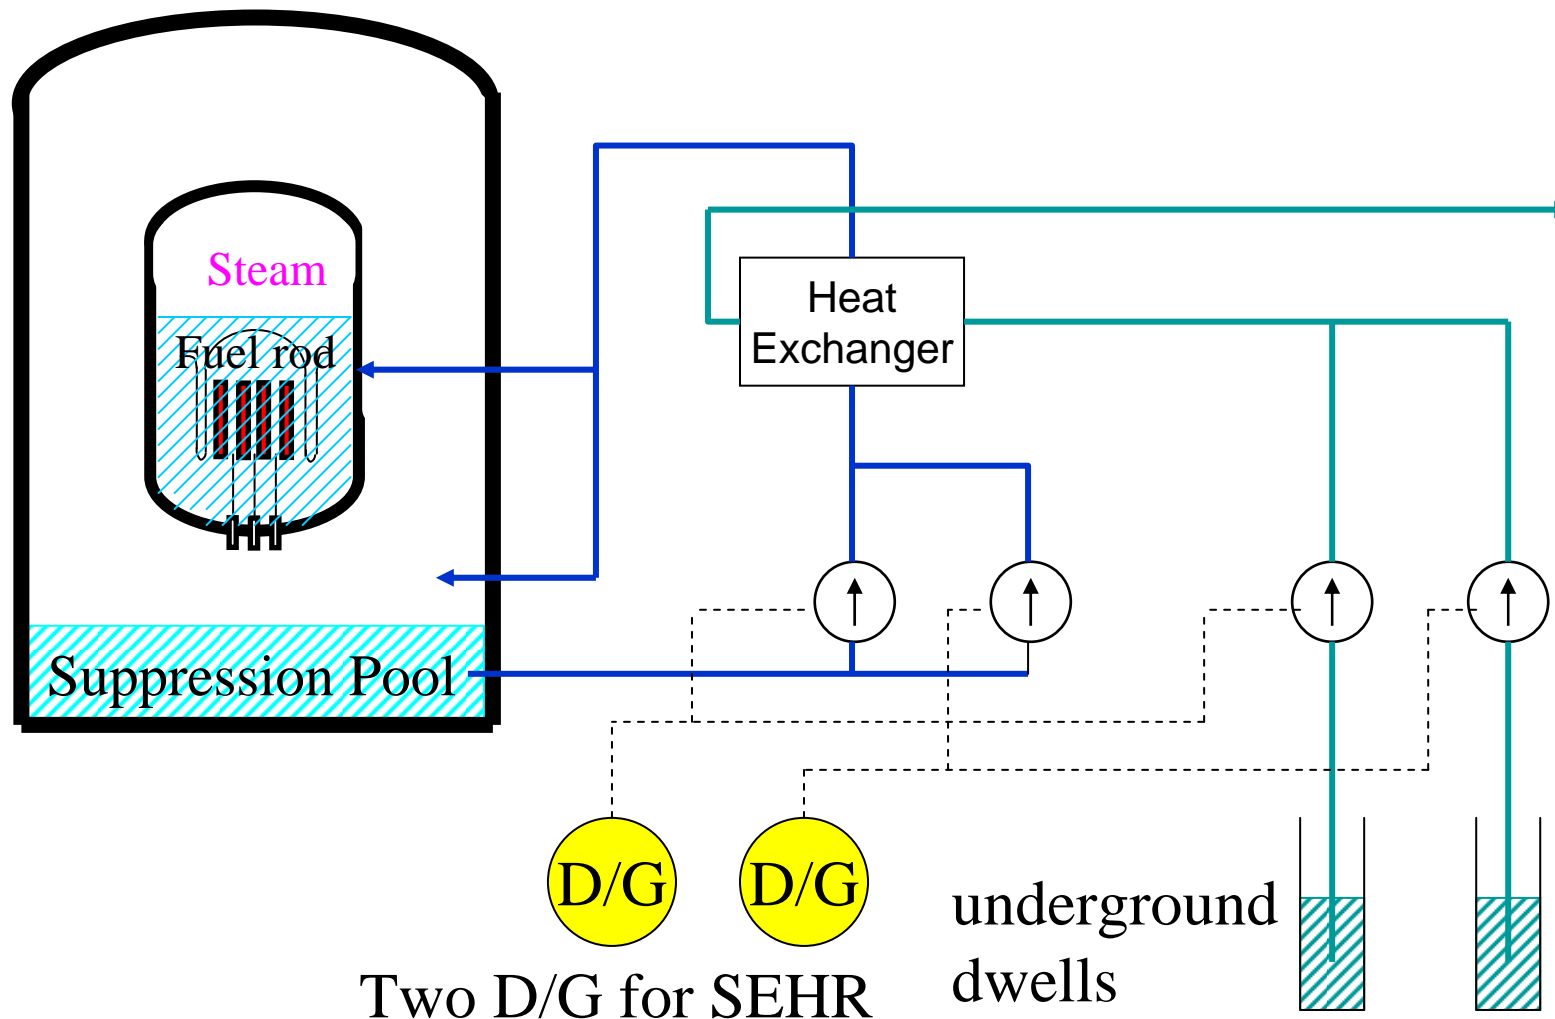 Steam
Fuel rod
Heat
Exchanger
Suppression Pool
D/G
D/G
underground
dwells
Two D/G for SEHR